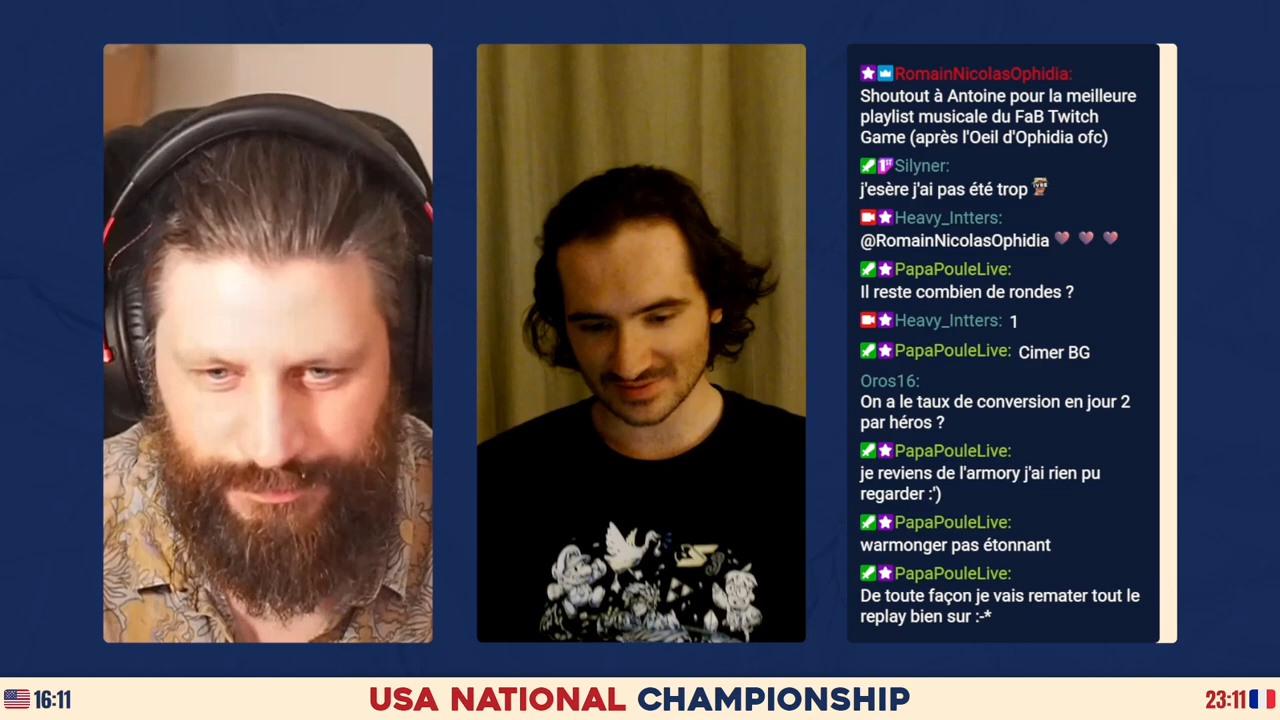 RomainNicolasOphidia:
Shoutout à Antoine pour la meilleure
playlist musicale du FaB Twitch
Game (après l'Oeil d'Ophidia ofc)
Silyner:
j'esère j'ai pas été trop
Heavy_Intters:
@RomainNicolasOphidia
PapaPouleLive:
Il reste combien de rondes ?
Heavy_Intters: 1
PapaPouleLive: Cimer BG
Oros16:
On a le taux de conversion en jour 2
par héros ?
PapaPouleLive:
je reviens de l'armory j'ai rien pu
regarder :')
PapaPouleLive:
warmonger pas étonnant
PapaPouleLive:
De toute façon je vais remater tout le
replay bien sur :-*
16:11
USA NATIONAL CHAMPIONSHIP
23:11